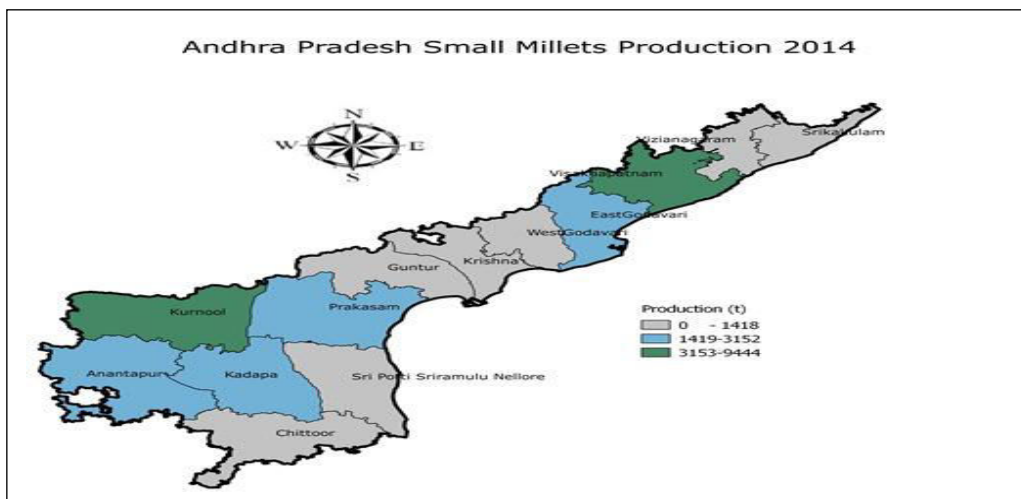 Andhra Pradesh Small Millets Production 2014
N
W E
S
Srikakulam
Vizianagaram
Visakhapatnam
EastGodavari
WestGodavari
Krishna
Guntur
Prakasam
Kurnool
Anantapur
Kadapa
Sri Potti Sriramulu Nellore
Chittoor
Production (t)
0 - 1418
1419-3152
3153-9444